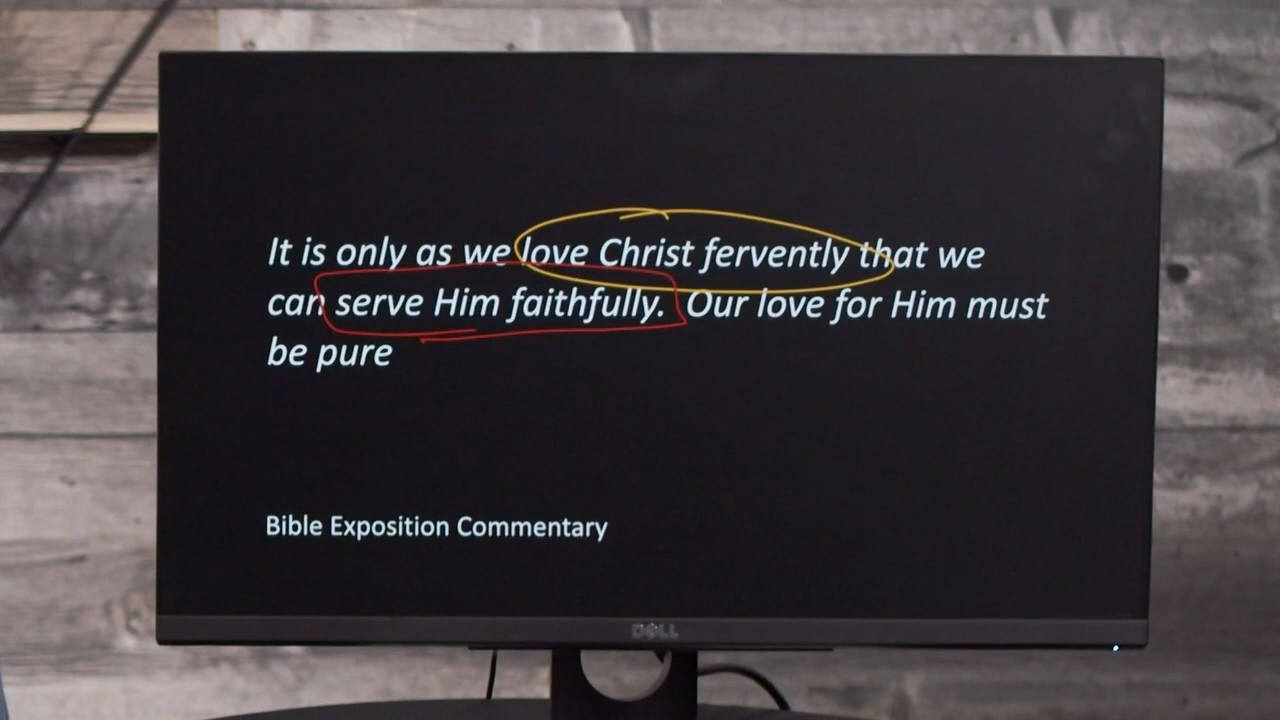 It is only as we love Christ fervently that we
can serve Him faithfully.  Our love for Him must
be pure
Bible Exposition Commentary
DELL